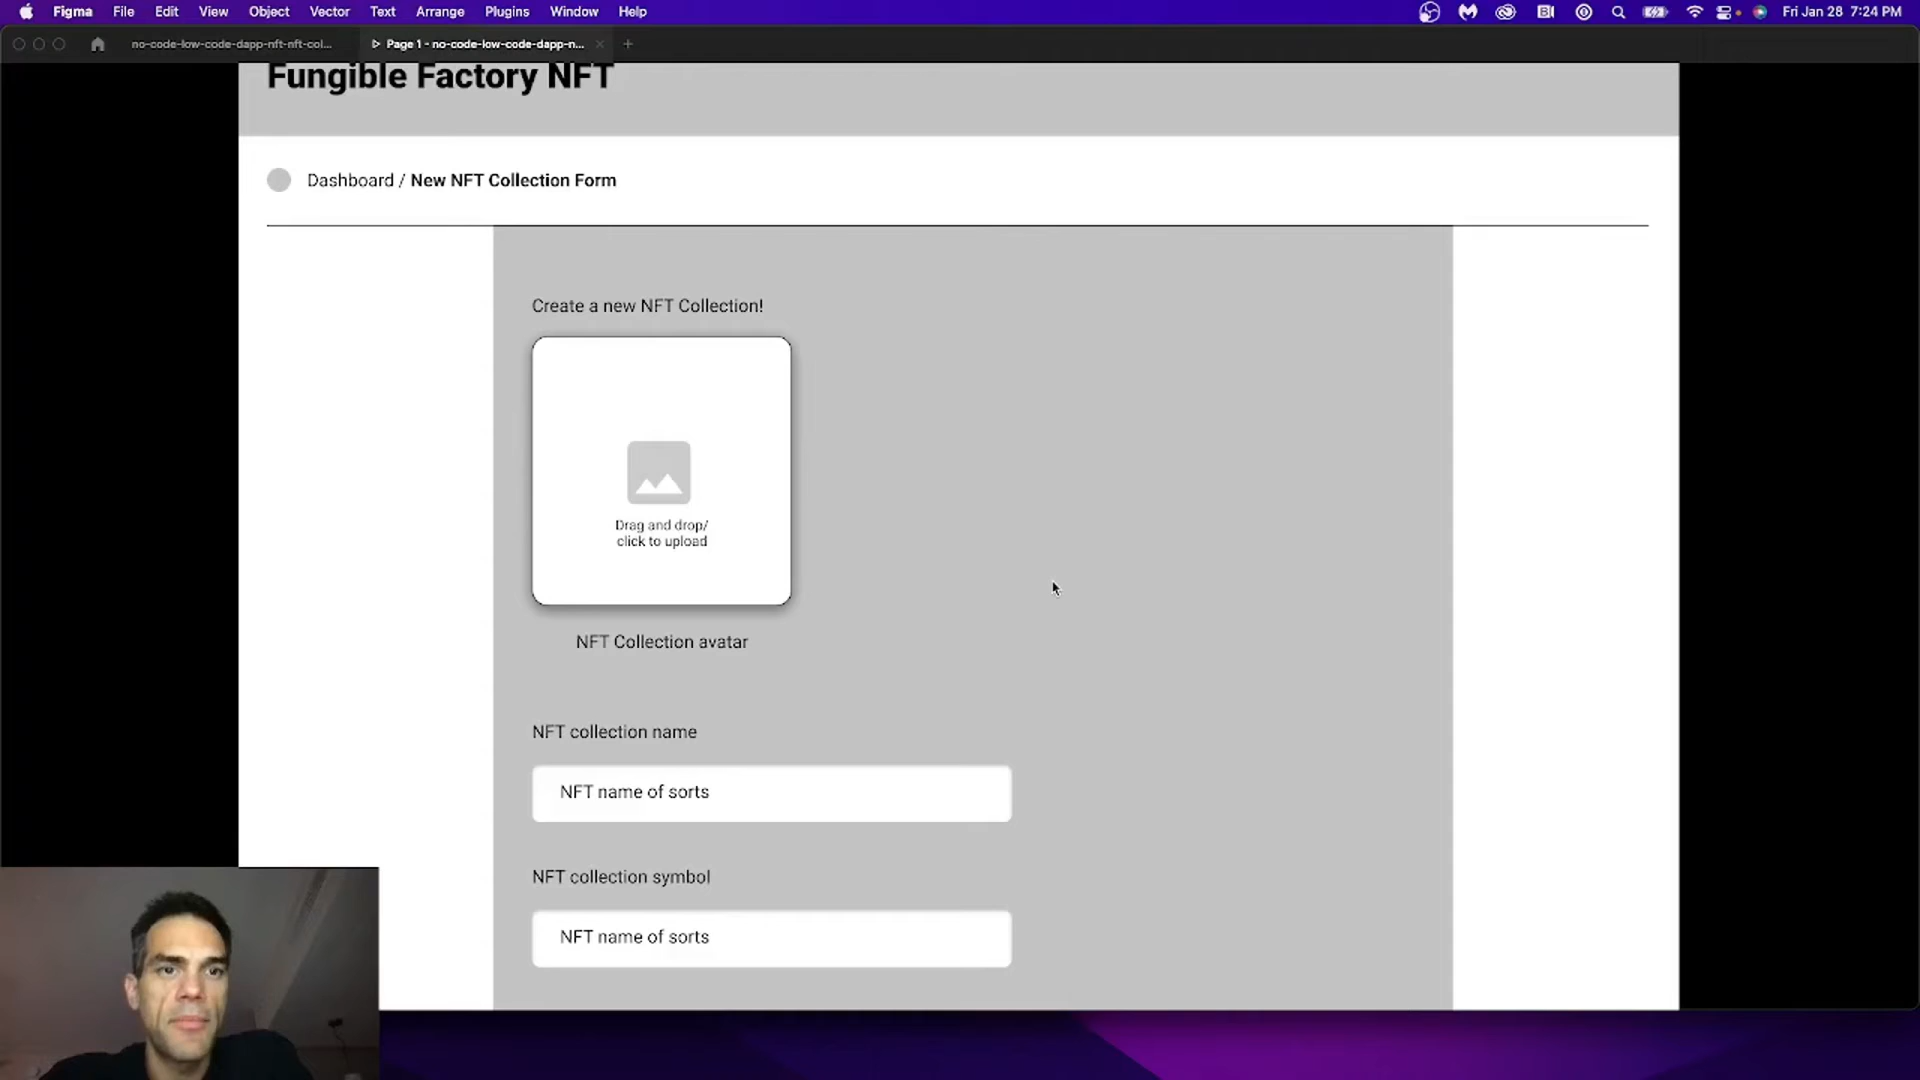 Figma File Edit View Object Vector Text Arrange Plugins Window Help Fri Jan 28 7:24 PM
no-code-low-code-dapp-nft-nft-col... Page 1 - no-code-low-code-dapp-n...
Fungible Factory NFT
Dashboard / New NFT Collection Form
Create a new NFT Collection!
Drag and drop/
click to upload
NFT Collection avatar
NFT collection name
NFT name of sorts
NFT collection symbol
NFT name of sorts